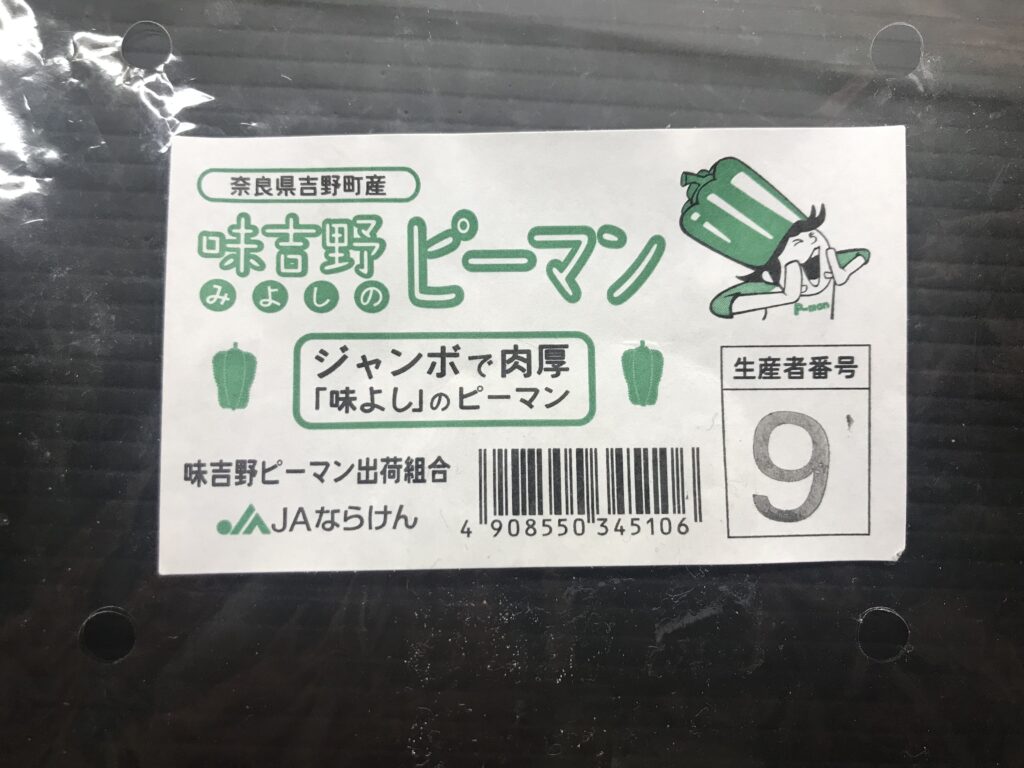 奈良県吉野町産
味吉野ピーマン
みよしの
P-man
ジャンボで肉厚
「味よし」のピーマン
生産者番号
9
味吉野ピーマン出荷組合
JAならけん
4 908550 345106